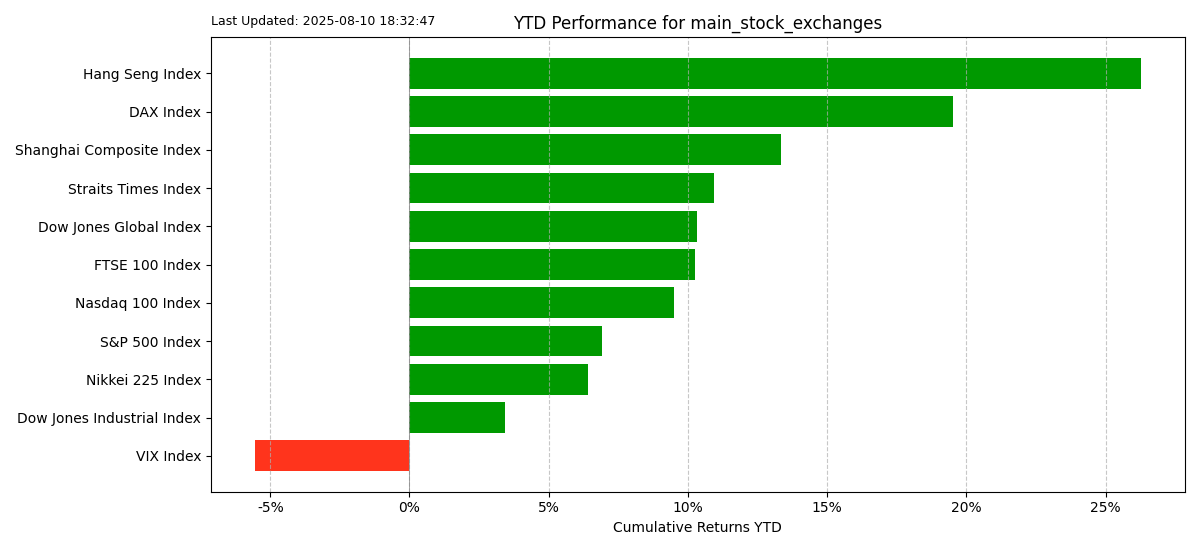 Last Updated: 2025-08-10 18:32:47
YTD Performance for main_stock_exchanges
Hang Seng Index
DAX Index
Shanghai Composite Index
Straits Times Index
Dow Jones Global Index
FTSE 100 Index
Nasdaq 100 Index
S&P 500 Index
Nikkei 225 Index
Dow Jones Industrial Index
VIX Index
-5% 0% 5% 10% 15% 20% 25%
Cumulative Returns YTD